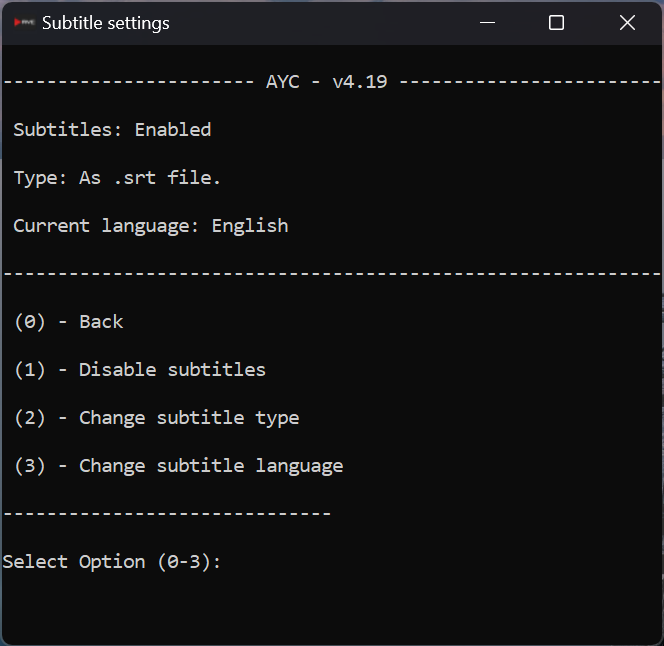 Subtitle settings
----------------------- AYC - v4.19 ------------------------
Subtitles: Enabled
Type: As .srt file.
Current language: English
------------------------------------------------------------
(0) - Back
(1) - Disable subtitles
(2) - Change subtitle type
(3) - Change subtitle language
------------------------------
Select Option (0-3):